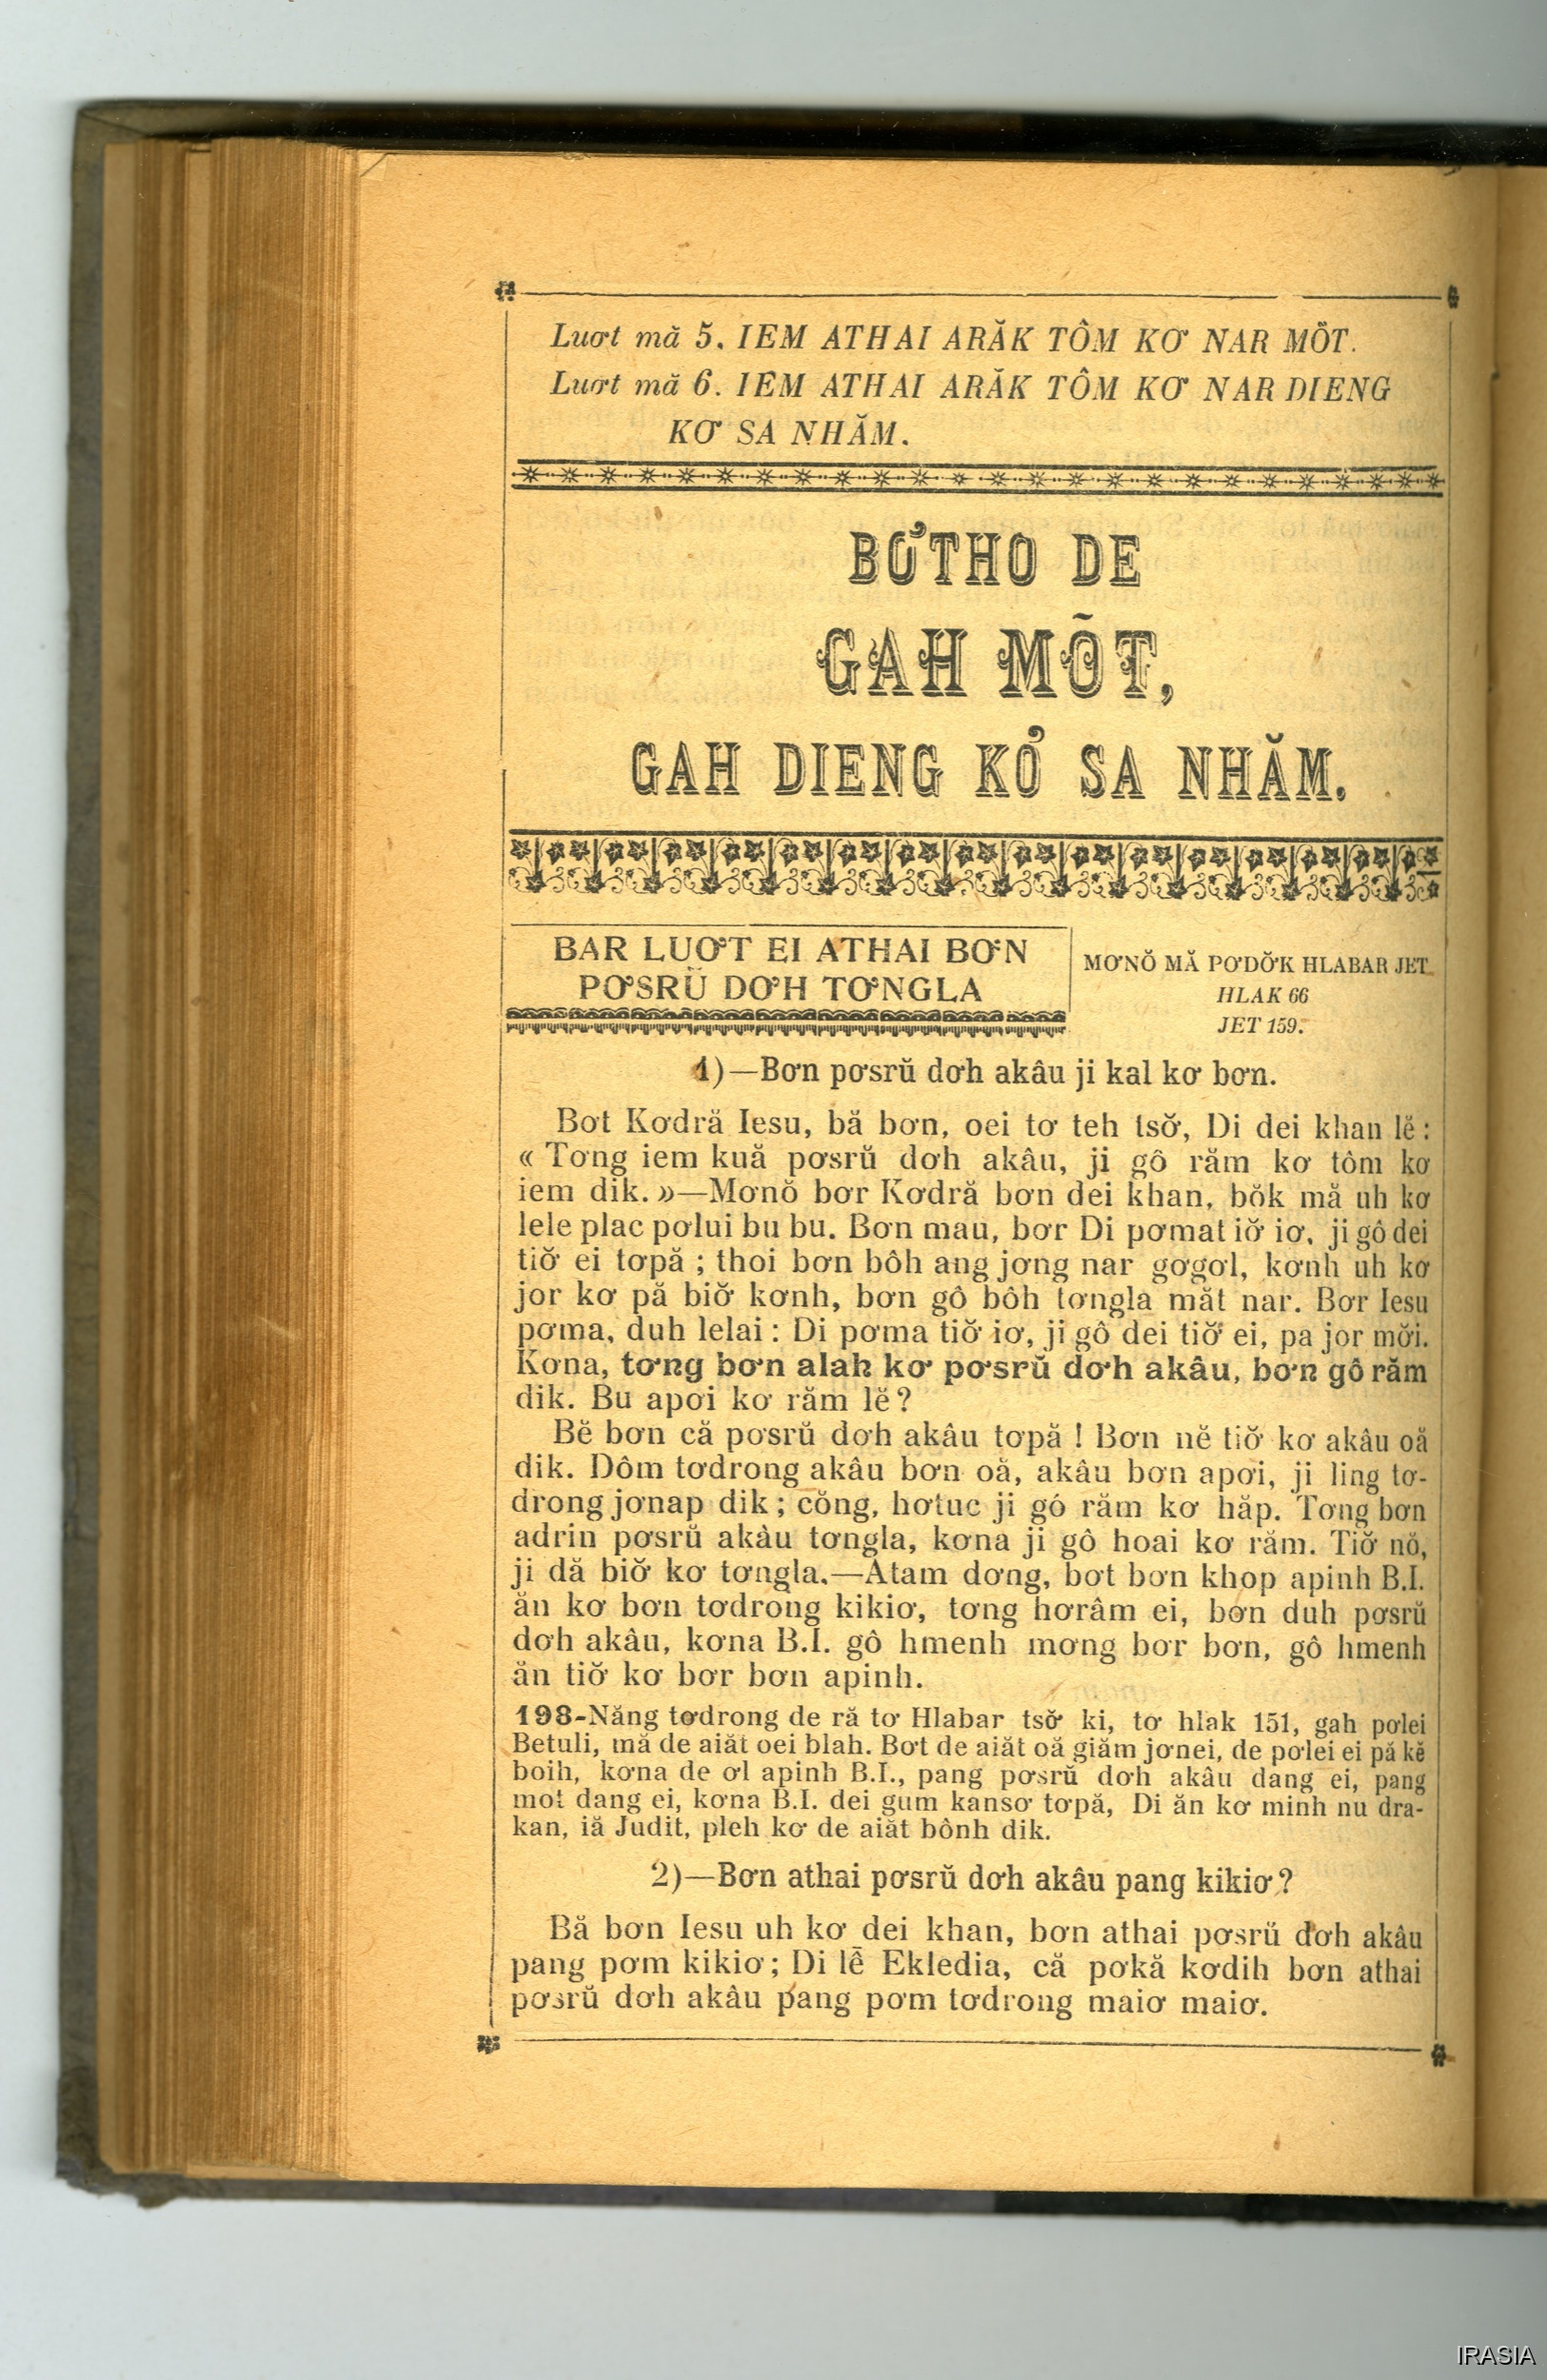 Luơt mă 5. IEM ATHAI ARĂK TÔM KƠ NAR MÔ̆T.
Luơt mă 6. IEM ATHAI ARĂK TÔM KƠ NAR DIENG
KƠ SA NHĂM.
BƠTHO DE
GAH MÕT,
GAH DIENG KƠ SA NHĂM.
BAR LUƠT EI ATHAI BƠN
PƠSRŬ DƠH TƠNGLA
MƠNŎ MĂ PƠDƠ̆K HLABAR JET
HLAK 66
JET 159.
1)—Bơn pơsrŭ dơh akâu ji kal kơ bơn.
Bơt Kơdră Iesu, bă bơn, oei tơ teh tsơ̆, Di dei khan lĕ:
« Tơng iem kuă pơsrŭ dơh akâu, ji gô răm kơ tôm kơ
iem dik. »—Mơnŏ bơr Kơdră bơn dei khan, bŏk mă uh kơ
lele plac pơlui bu bu. Bơn mau, bơr Di pơmat iơ̆ iơ, ji gô dei
tiơ̆ ei tơpă ; thoi bơn bôh ang jơng nar gơgơl, kơnh uh kơ
jor kơ pă biơ̆ kơnh, bơn gô bôh tơngla măt nar. Bơr Iesu
pơma, duh lelai : Di pơma tiơ̆ iơ, ji gô dei tiơ̆ ei, pa jor mơ̆i.
Kơna, tơng bơn alah kơ pơsrŭ dơh akâu, bơn gô răm
dik. Bu apơi kơ răm lĕ ?
Bĕ bơn că pơsrŭ dơh akâu tơpă ! Bơn nĕ tiơ̆ kơ akâu oă
dik. Dôm tơdrong akâu bơn oă, akâu bơn apơi, ji ling tơ-
drong jơnap dik ; cŏng, hơtuc ji gô răm kơ hăp. Tơng bơn
adrin pơsrŭ akâu tơngla, kơna ji gô hoai kơ răm. Tiơ̆ nŏ,
ji dă biơ̆ kơ tơngla.—Atam dơng, bơt bơn khop apinh B.I.
ăn kơ bơn tơdrong kikiơ, tơng hơrâm ei, bơn duh pơsrŭ
dơh akâu, kơna B.I. gô hmenh mơng bơr bơn, gô hmenh
ăn tiơ̆ kơ bơr bơn apinh.
198-Năng tơdrong de ră tơ Hlabar tsơ̆ ki, tơ hlak 151, gah pơlei
Betuli, mă de aiăt oei blah. Bơt de aiăt oă giăm jơnei, de pơlei ei pă kĕ
boih, kơna de ơl apinh B.I., pang pơsrŭ dơh akâu dang ei, pang
mot dang ei, kơna B.I. dei gum kansơ tơpă, Di ăn kơ minh nu dra-
kan, iă Judit, pleh kơ de aiăt bônh dik.
2)—Bơn athai pơsrŭ dơh akâu pang kikiơ ?
Bă bơn Iesu uh kơ dei khan, bơn athai pơsrŭ dơh akâu
pang pơm kikiơ ; Di lê̆ Ekledia, că pơkă kơdih bơn athai
pơsrŭ dơh akâu pang pơm tơdrong maiơ maiơ.
IRASIA